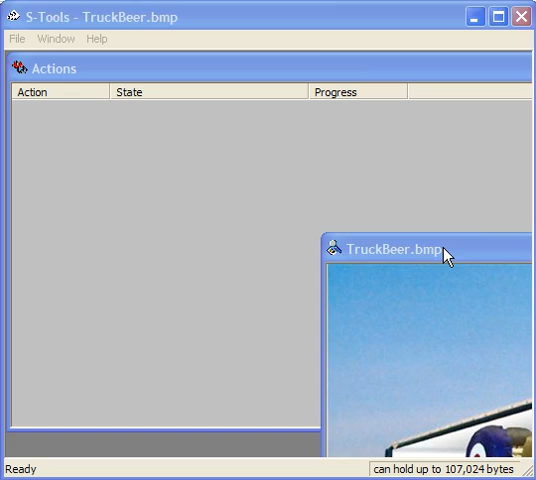 S-Tools - TruckBeer.bmp
File Window Help
Actions
Action State Progress
TruckBeer.bmp
Ready can hold up to 107,024 bytes